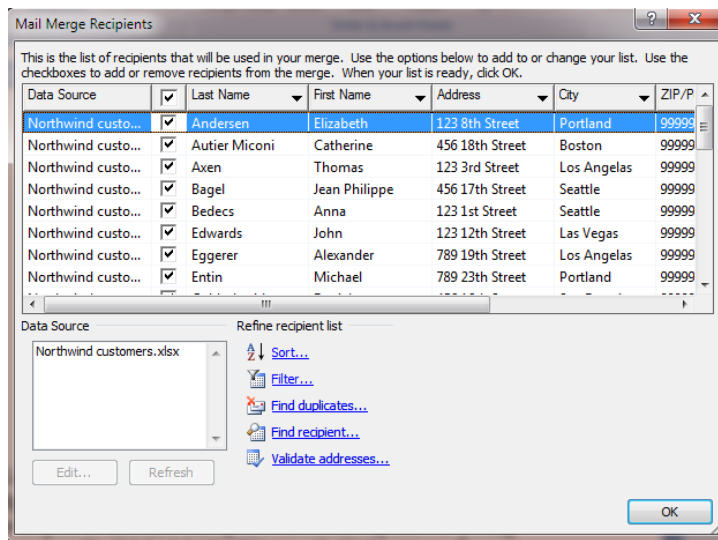 Mail Merge Recipients
This is the list of recipients that will be used in your merge. Use the options below to add to or change your list. Use the
checkboxes to add or remove recipients from the merge. When your list is ready, click OK.
Data Source Last Name First Name Address City ZIP/P
Northwind custo... Andersen Elizabeth 123 8th Street Portland 99999
Northwind custo... Autier Miconi Catherine 456 18th Street Boston 99999
Northwind custo... Axen Thomas 123 3rd Street Los Angelas 99999
Northwind custo... Bagel Jean Philippe 456 17th Street Seattle 99999
Northwind custo... Bedecs Anna 123 1st Street Seattle 99999
Northwind custo... Edwards John 123 12th Street Las Vegas 99999
Northwind custo... Eggerer Alexander 789 19th Street Los Angelas 99999
Northwind custo... Entin Michael 789 23th Street Portland 99999
Data Source Refine recipient list
Northwind customers.xlsx
Sort...
Filter...
Find duplicates...
Find recipient...
Validate addresses...
Edit... Refresh
OK